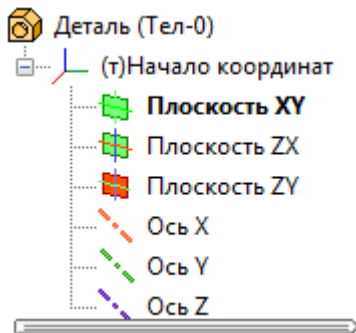 Деталь (Тел-0)
(т)Начало координат
Плоскость XY
Плоскость ZX
Плоскость ZY
Ось X
Ось Y
Ось Z